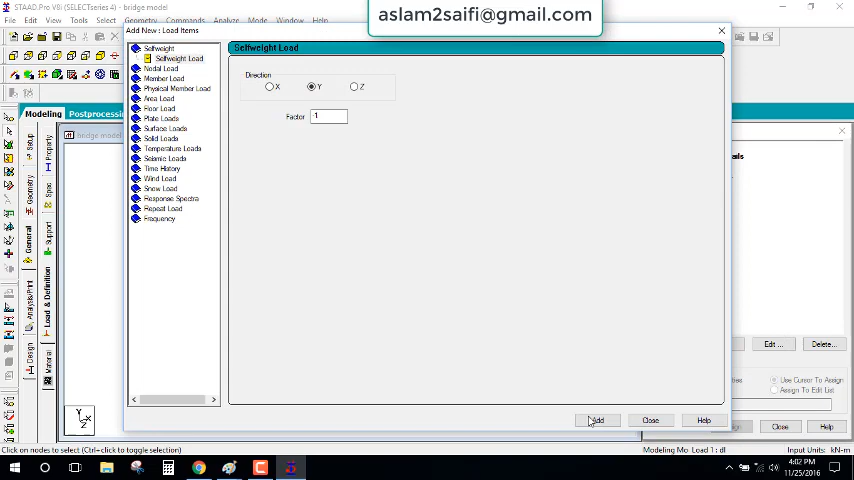 STAAD.Pro V8i (SELECTseries 4) - bridge model
aslam2saifi@gmail.com
File Edit View Tools Select Geometry
Add New : Load Items
Selfweight
Selfweight Load
Nodal Load
Member Load
Physical Member Load
Area Load
Floor Load
Plate Loads
Surface Loads
Solid Loads
Temperature Loads
Seismic Loads
Time History
Wind Load
Snow Load
Response Spectra
Repeat Load
Frequency
Selfweight Load
Direction
X Y Z
Factor -1
Add Close Help
Modeling Postprocessing
bridge model
Setup
Geometry
General
Analysis/Print
Design
Property
Spec
Support
Load & Definition
Material
Edit ... Delete...
Use Cursor To Assign
Assign To Edit List
Close Help
Click on nodes to select (Ctrl+click to toggle selection)
Modeling Mo Load 1 : dl Input Units: kN-m
4:02 PM
11/25/2016